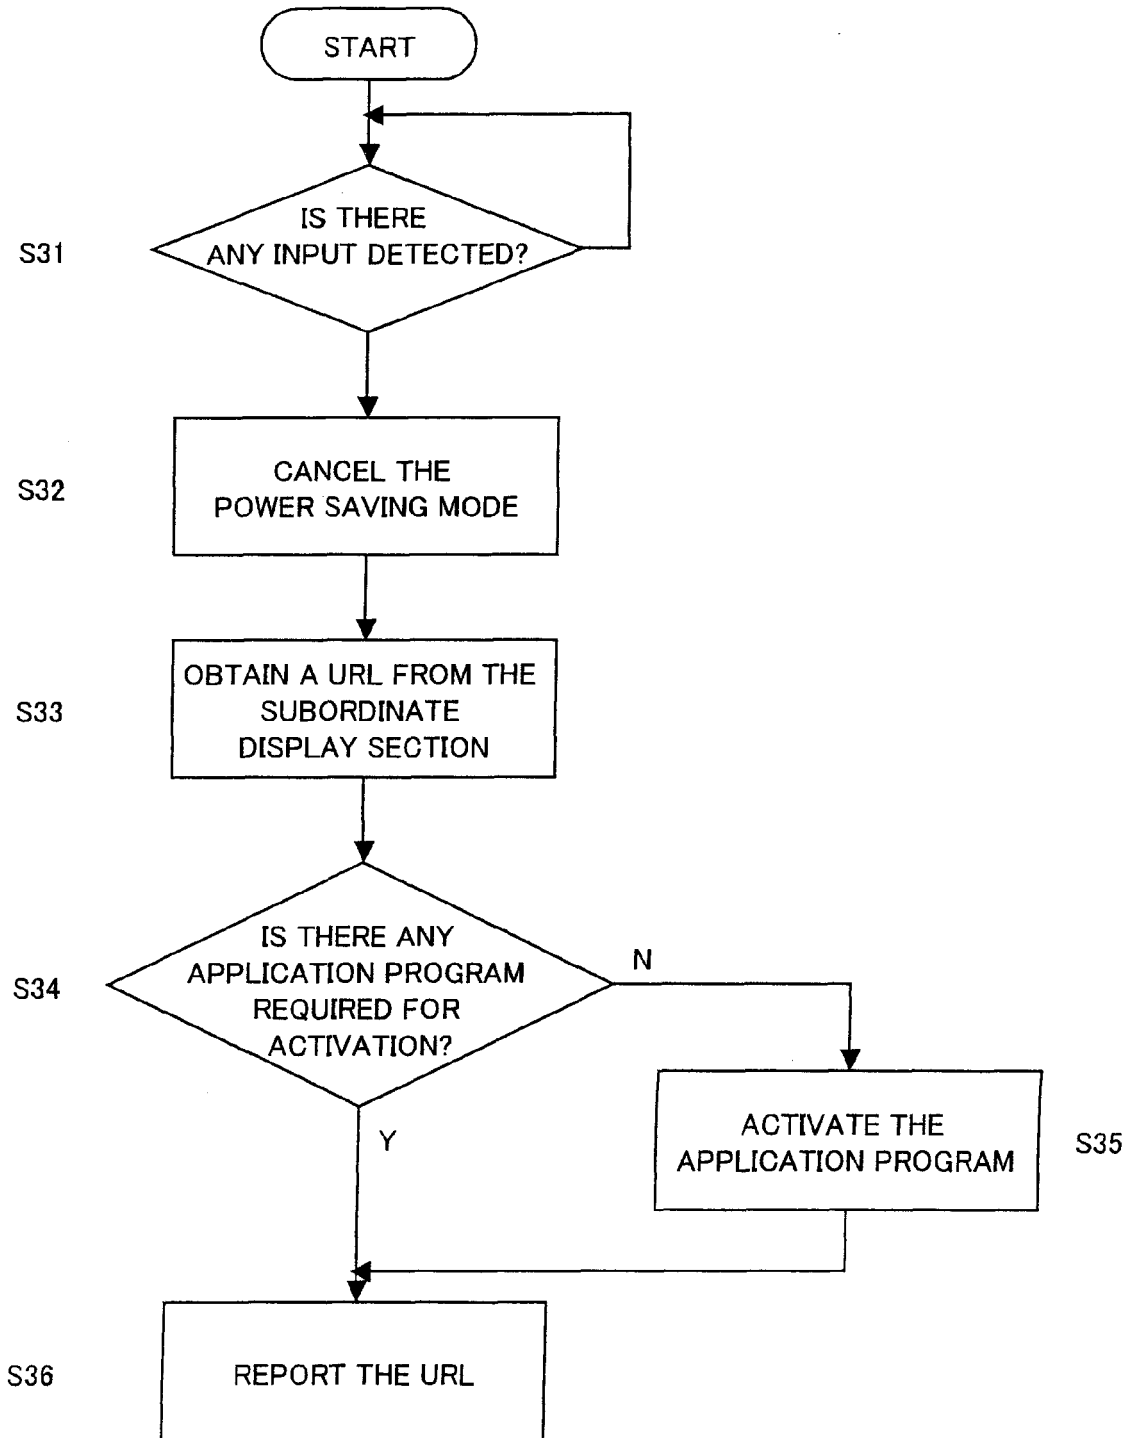 START
IS THERE
ANY INPUT DETECTED?
S31
CANCEL THE
POWER SAVING MODE
S32
OBTAIN A URL FROM THE
SUBORDINATE
DISPLAY SECTION
S33
IS THERE ANY
APPLICATION PROGRAM
REQUIRED FOR
ACTIVATION?
S34
N
Y
ACTIVATE THE
APPLICATION PROGRAM
S35
REPORT THE URL
S36